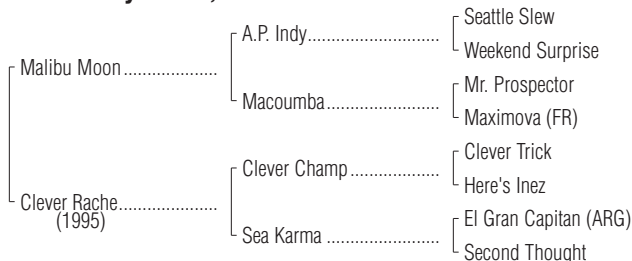 Seattle Slew
A.P. Indy................................
Weekend Surprise
Malibu Moon....................
Mr. Prospector
Macoumba ........................
Maximova (FR)
Clever Trick
Clever Champ...................
Here's Inez
Clever Rache.....................
(1995)
El Gran Capitan (ARG)
Sea Karma ........................
Second Thought